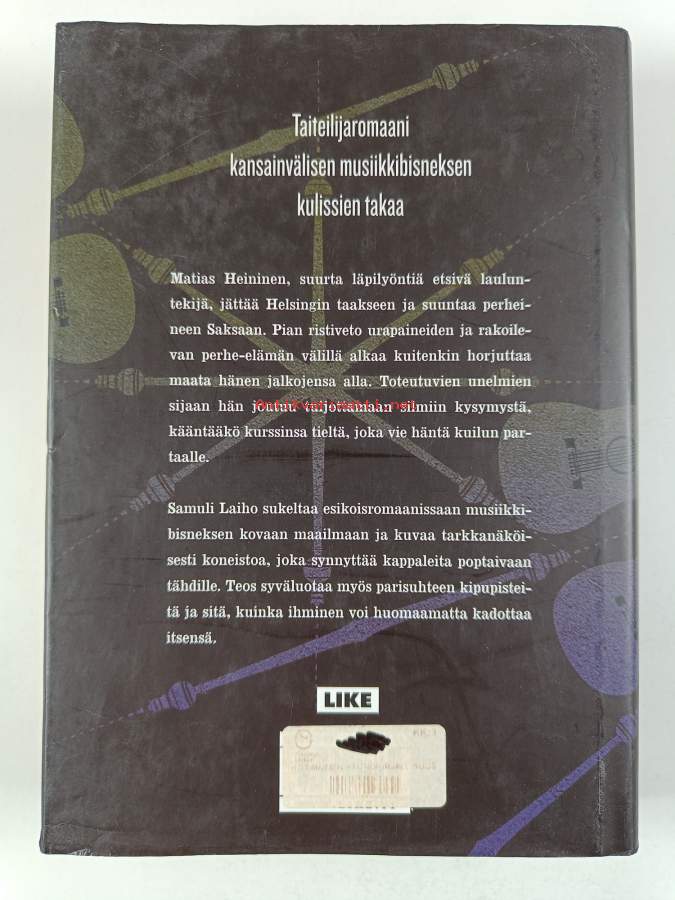 Taiteilijaromaani
kansainvälisen musiikkibisneksen
kulissien takaa
Matias Heininen, suurta läpilyöntiä etsivä laulun-
tekijä, jättää Helsingin taakseen ja suuntaa perhei-
neen Saksaan. Pian ristiveto urapaineiden ja rakoile-
van perhe-elämän välillä alkaa kuitenkin horjuttaa
maata hänen jalkojensa alla. Toteutuvien unelmien
sijaan hän joutuu silmiin kysymystä,
kääntääkö kurssinsa tieltä, joka vie häntä kuilun par-
taalle.
Samuli Laiho sukeltaa esikoisromaanissaan musiikki-
bisneksen kovaan maailmaan ja kuvaa tarkkanäköi-
sesti koneistoa, joka synnyttää kappaleita poptaivaan
tähdille. Teos syväluotaa myös parisuhteen kipupistei-
tä ja sitä, kuinka ihminen voi huomaamatta kadottaa
itsensä.
LIKE